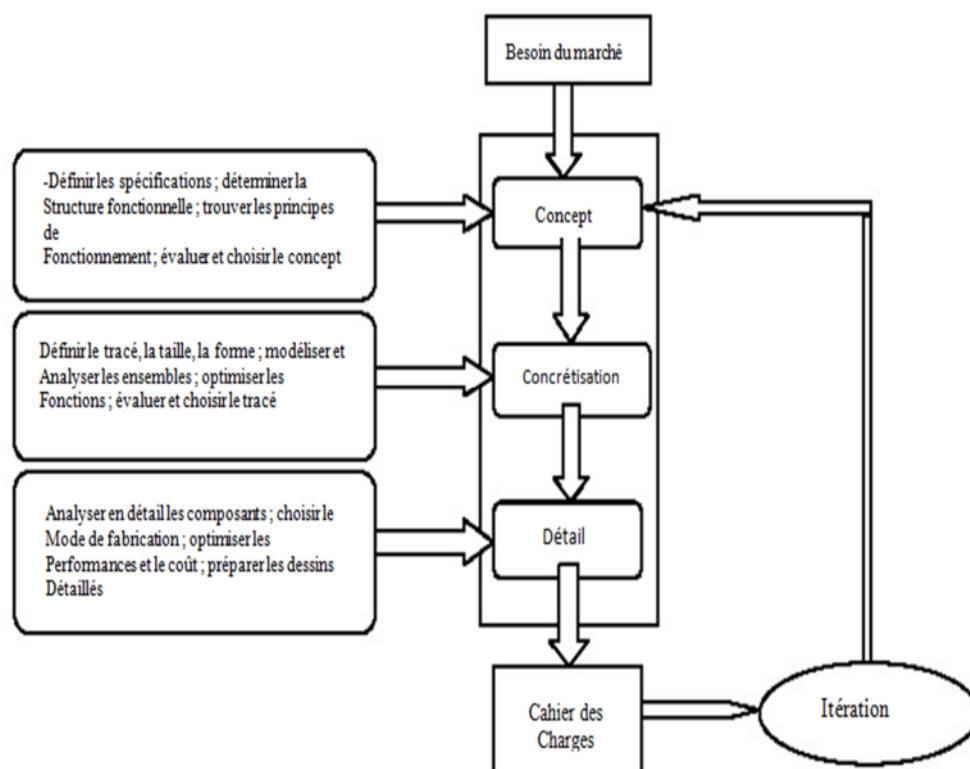 Besoin du marché
-Définir les spécifications ; déterminer la
Structure fonctionnelle ; trouver les principes
de
Fonctionnement ; évaluer et choisir le concept
Concept
Définir le tracé, la taille, la forme ; modéliser et
Analyser les ensembles ; optimiser les
Fonctions ; évaluer et choisir le tracé
Concrétisation
Analyser en détail les composants ; choisir le
Mode de fabrication ; optimiser les
Performances et le coût ; préparer les dessins
Détaillés
Détail
Cahier des
Charges
Itération